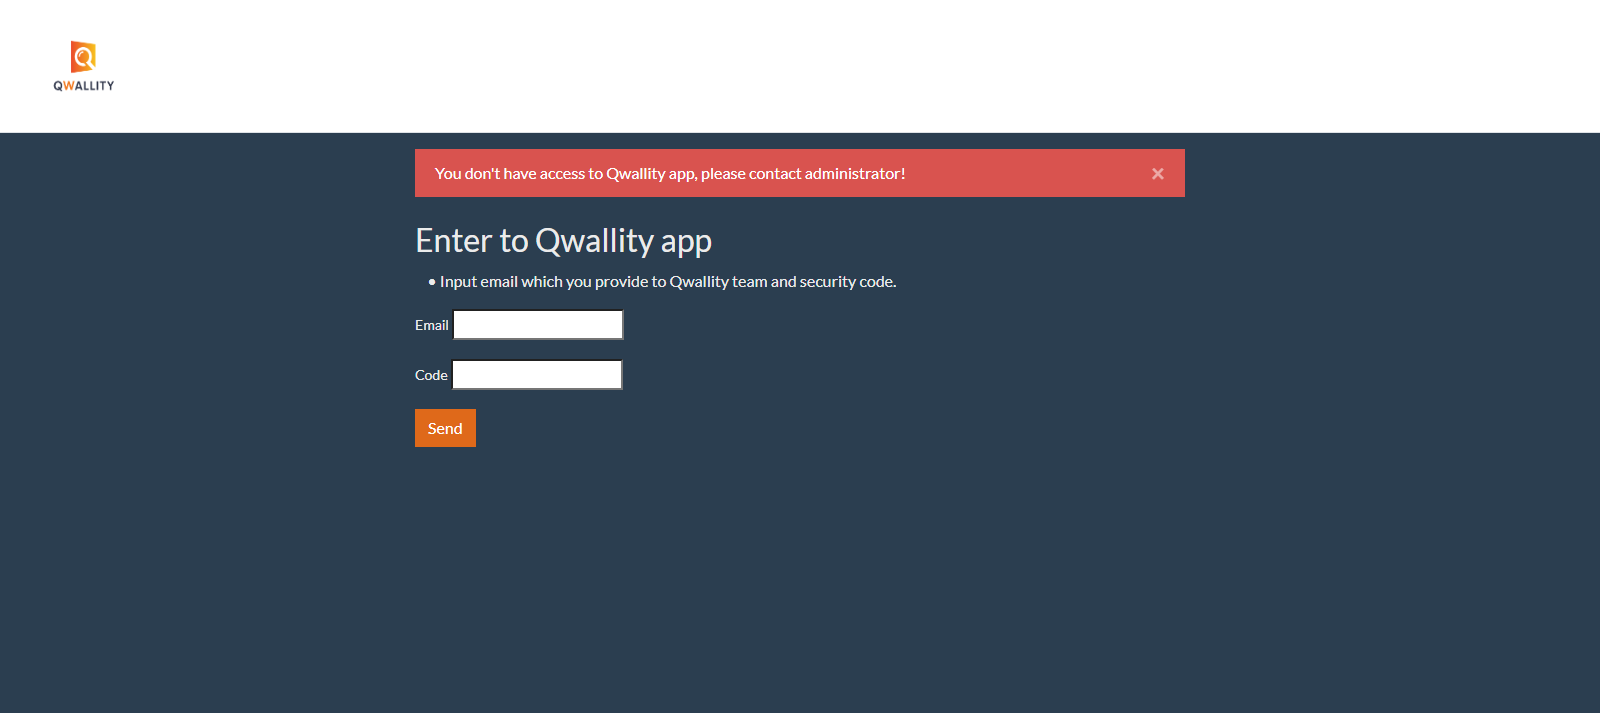 QWALLITY
You don't have access to Qwallity app, please contact administrator!
×
Enter to Qwallity app
• Input email which you provide to Qwallity team and security code.
Email
Code
Send